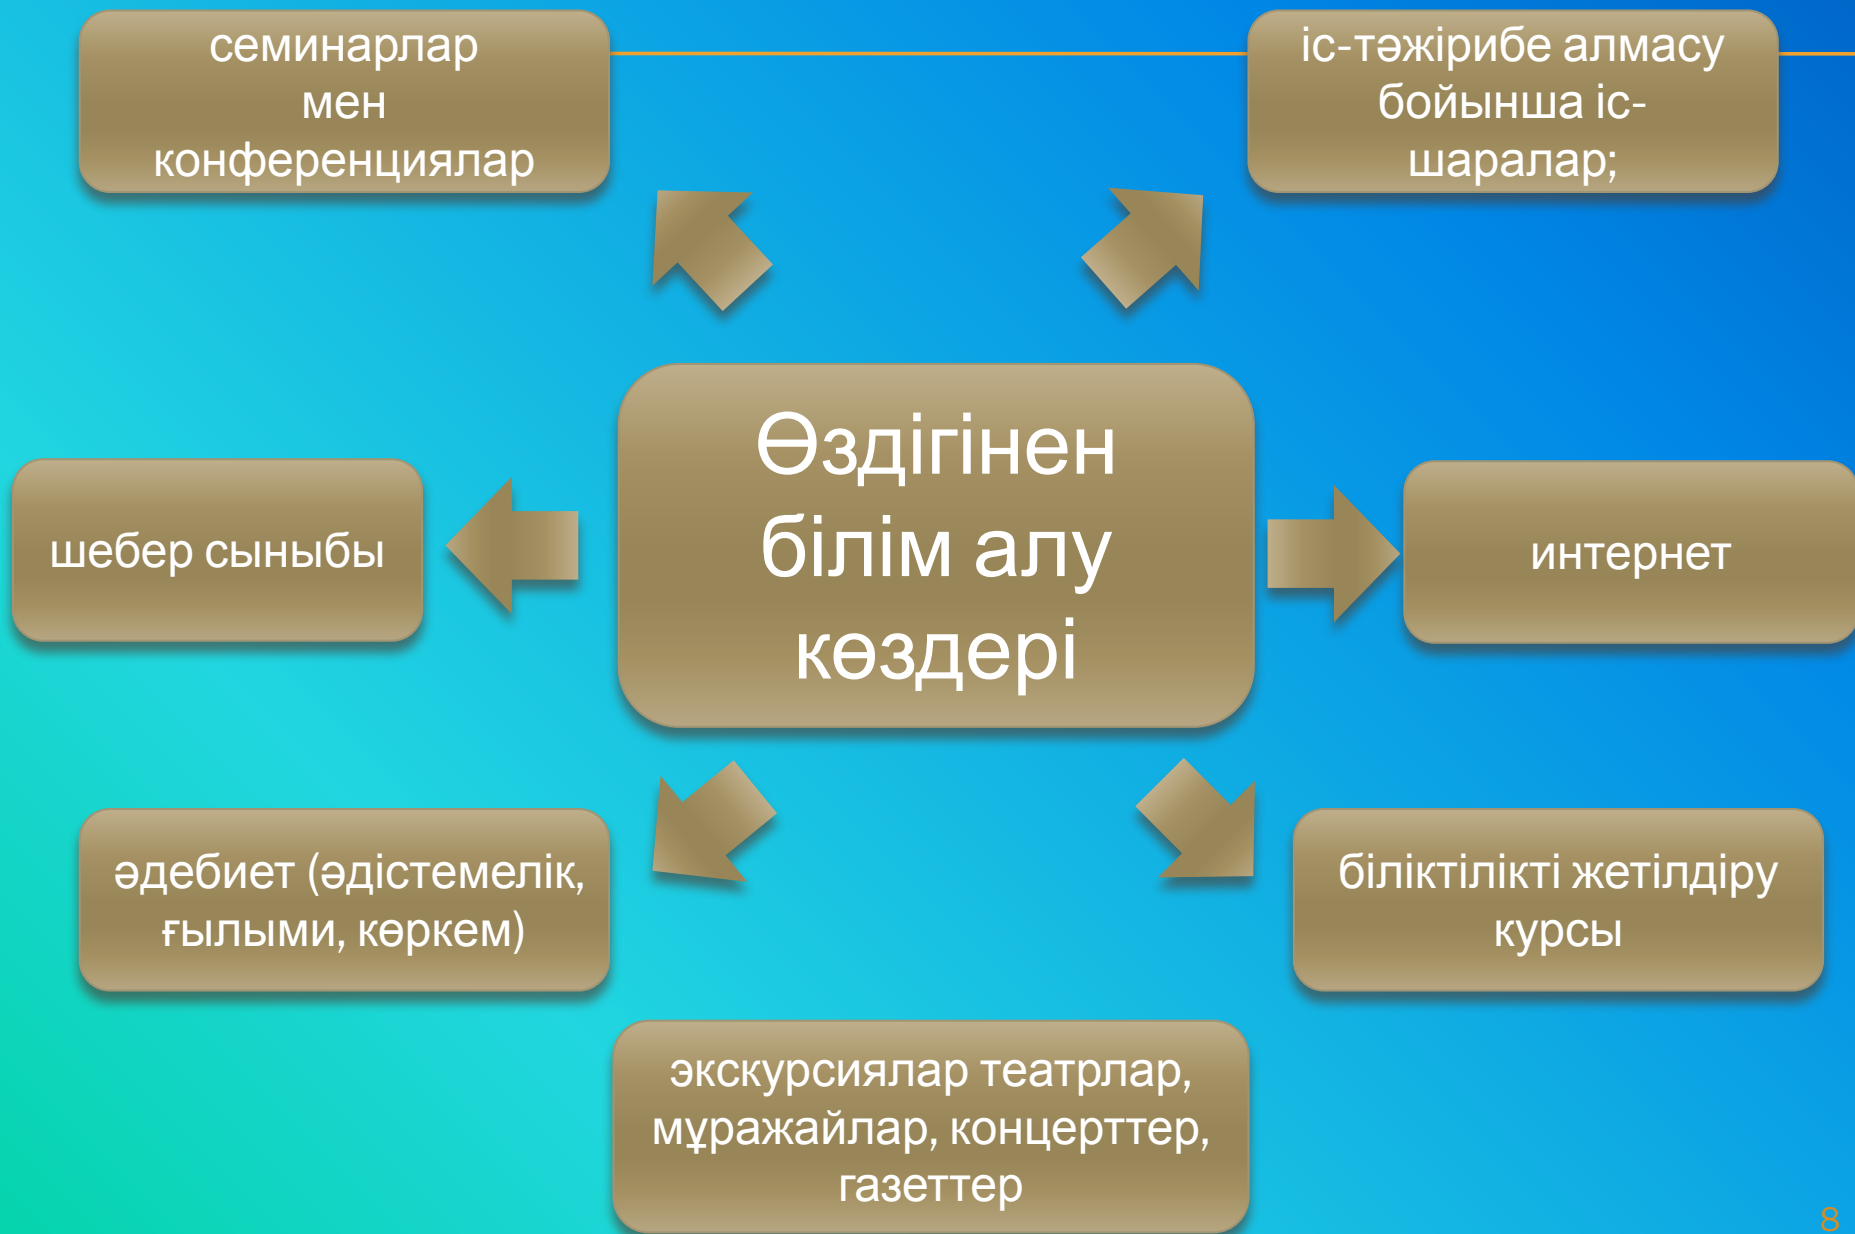 семинарлар
мен
конференциялар
іс-тәжірибе алмасу
бойынша іс-
шаралар;
Өздігінен
білім алу
көздері
шебер сыныбы
интернет
әдебиет (әдістемелік,
ғылыми, көркем)
біліктілікті жетілдіру
курсы
экскурсиялар театрлар,
мұражайлар, концерттер,
газеттер
8